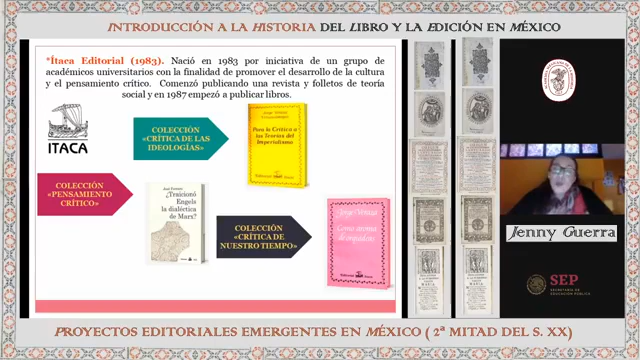 INTRODUCCIÓN A LA HISTORIA DEL LIBRO Y LA EDICIÓN EN MÉXICO
*Ítaca Editorial (1983). Nació en 1983 por iniciativa de un grupo de
académicos universitarios con la finalidad de promover el desarrollo de la cultura
y el pensamiento crítico. Comenzó publicando una revista y folletos de teoría
social y en 1987 empezó a publicar libros.
ITACA
COLECCIÓN
«CRÍTICA DE LAS
IDEOLOGÍAS»
Para la Crítica a
las Teorías del
Imperialismo
COLECCIÓN
«PENSAMIENTO
CRÍTICO»
¿Traicionó
Engels
la dialéctica
de Marx?
COLECCIÓN
«CRÍTICA DE
NUESTRO TIEMPO»
Jorge Veraza
Jenny Guerra
SEP
SECRETARÍA DE
EDUCACIÓN PÚBLICA
PROYECTOS EDITORIALES EMERGENTES EN MÉXICO ( 2ª MITAD DEL S. XX)